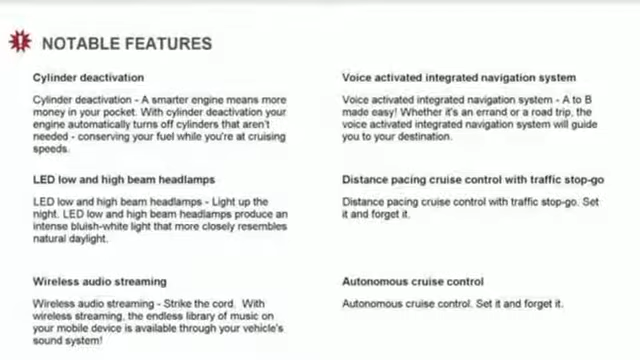 NOTABLE FEATURES
Cylinder deactivation
Cylinder deactivation - A smarter engine means more
money in your pocket. With cylinder deactivation your
engine automatically turns off cylinders that aren't
needed - conserving your fuel while you're at cruising
speeds.
LED low and high beam headlamps
LED low and high beam headlamps - Light up the
night. LED low and high beam headlamps produce an
intense bluish-white light that more closely resembles
natural daylight.
Wireless audio streaming
Wireless audio streaming - Strike the cord. With
wireless streaming, the endless library of music on
your mobile device is available through your vehicle's
sound system!
Voice activated integrated navigation system
Voice activated integrated navigation system - A to B
made easy! Whether it's an errand or a road trip, the
voice activated integrated navigation system will guide
you to your destination.
Distance pacing cruise control with traffic stop-go
Distance pacing cruise control with traffic stop-go. Set
it and forget it.
Autonomous cruise control
Autonomous cruise control. Set it and forget it.